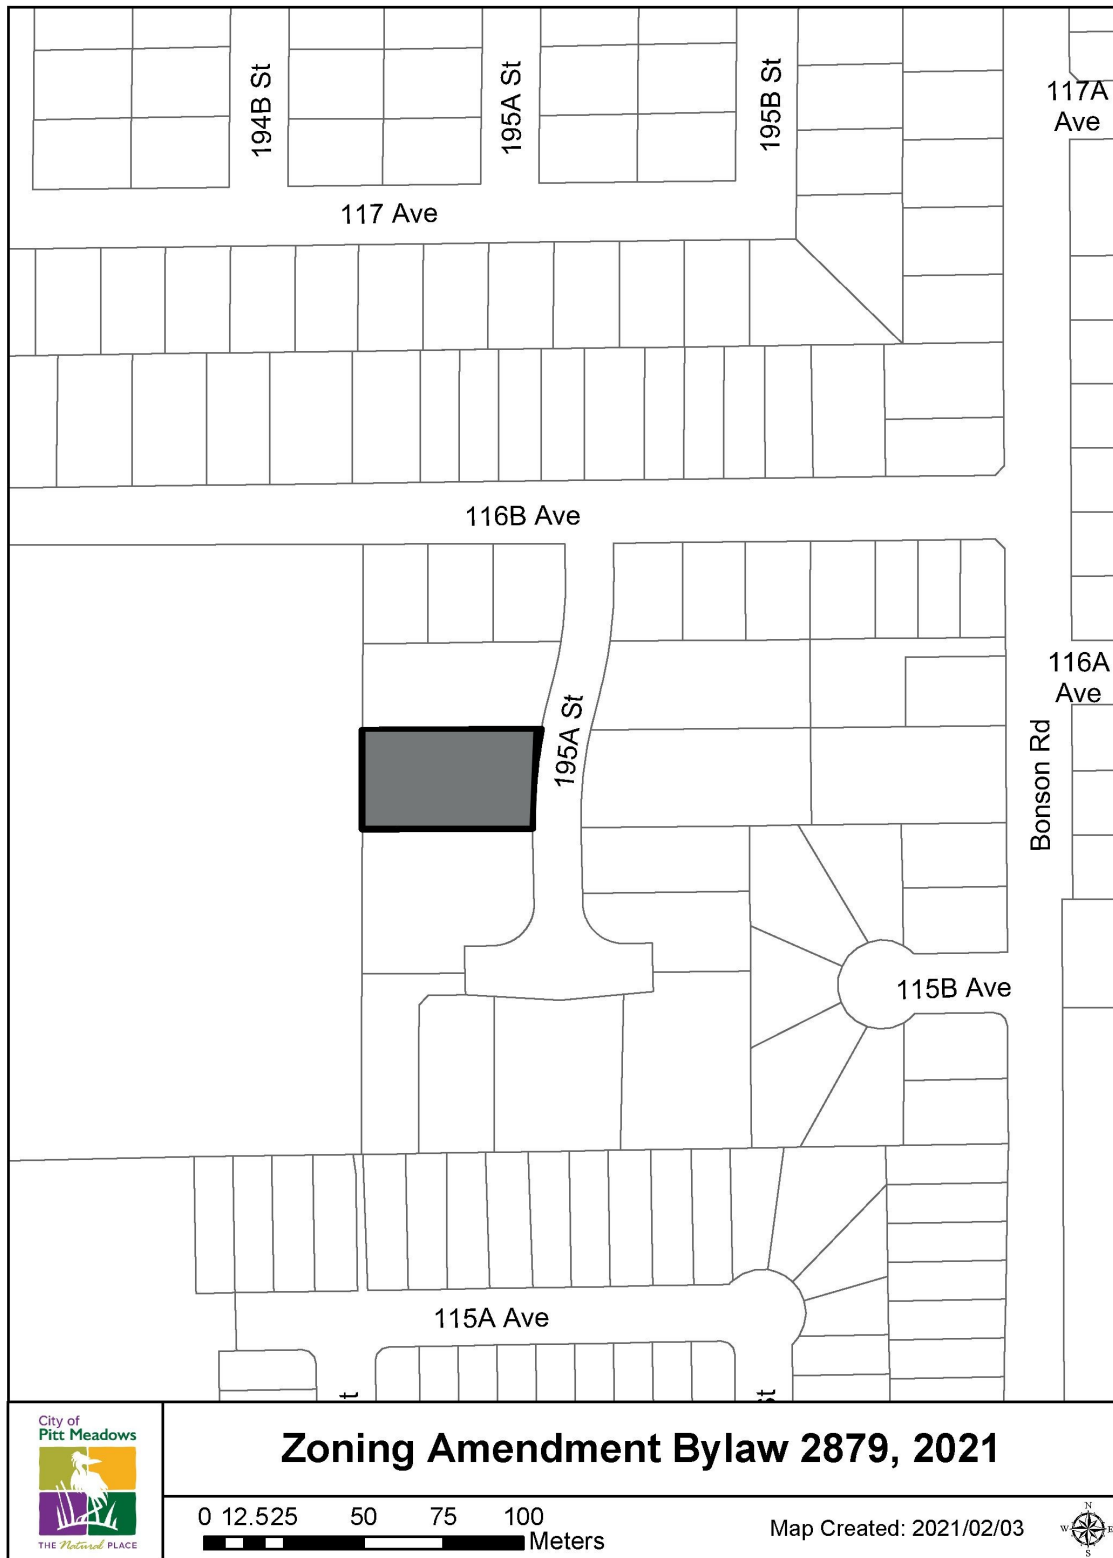 194B St
195A St
195B St
117A
Ave
117 Ave
116B Ave
116A
Ave
195A St
Bonson Rd
115B Ave
115A Ave
t
St
City of
Pitt Meadows
THE Natural PLACE
Zoning Amendment Bylaw 2879, 2021
0 12.525 50 75 100
Meters
Map Created: 2021/02/03
N
W E
S